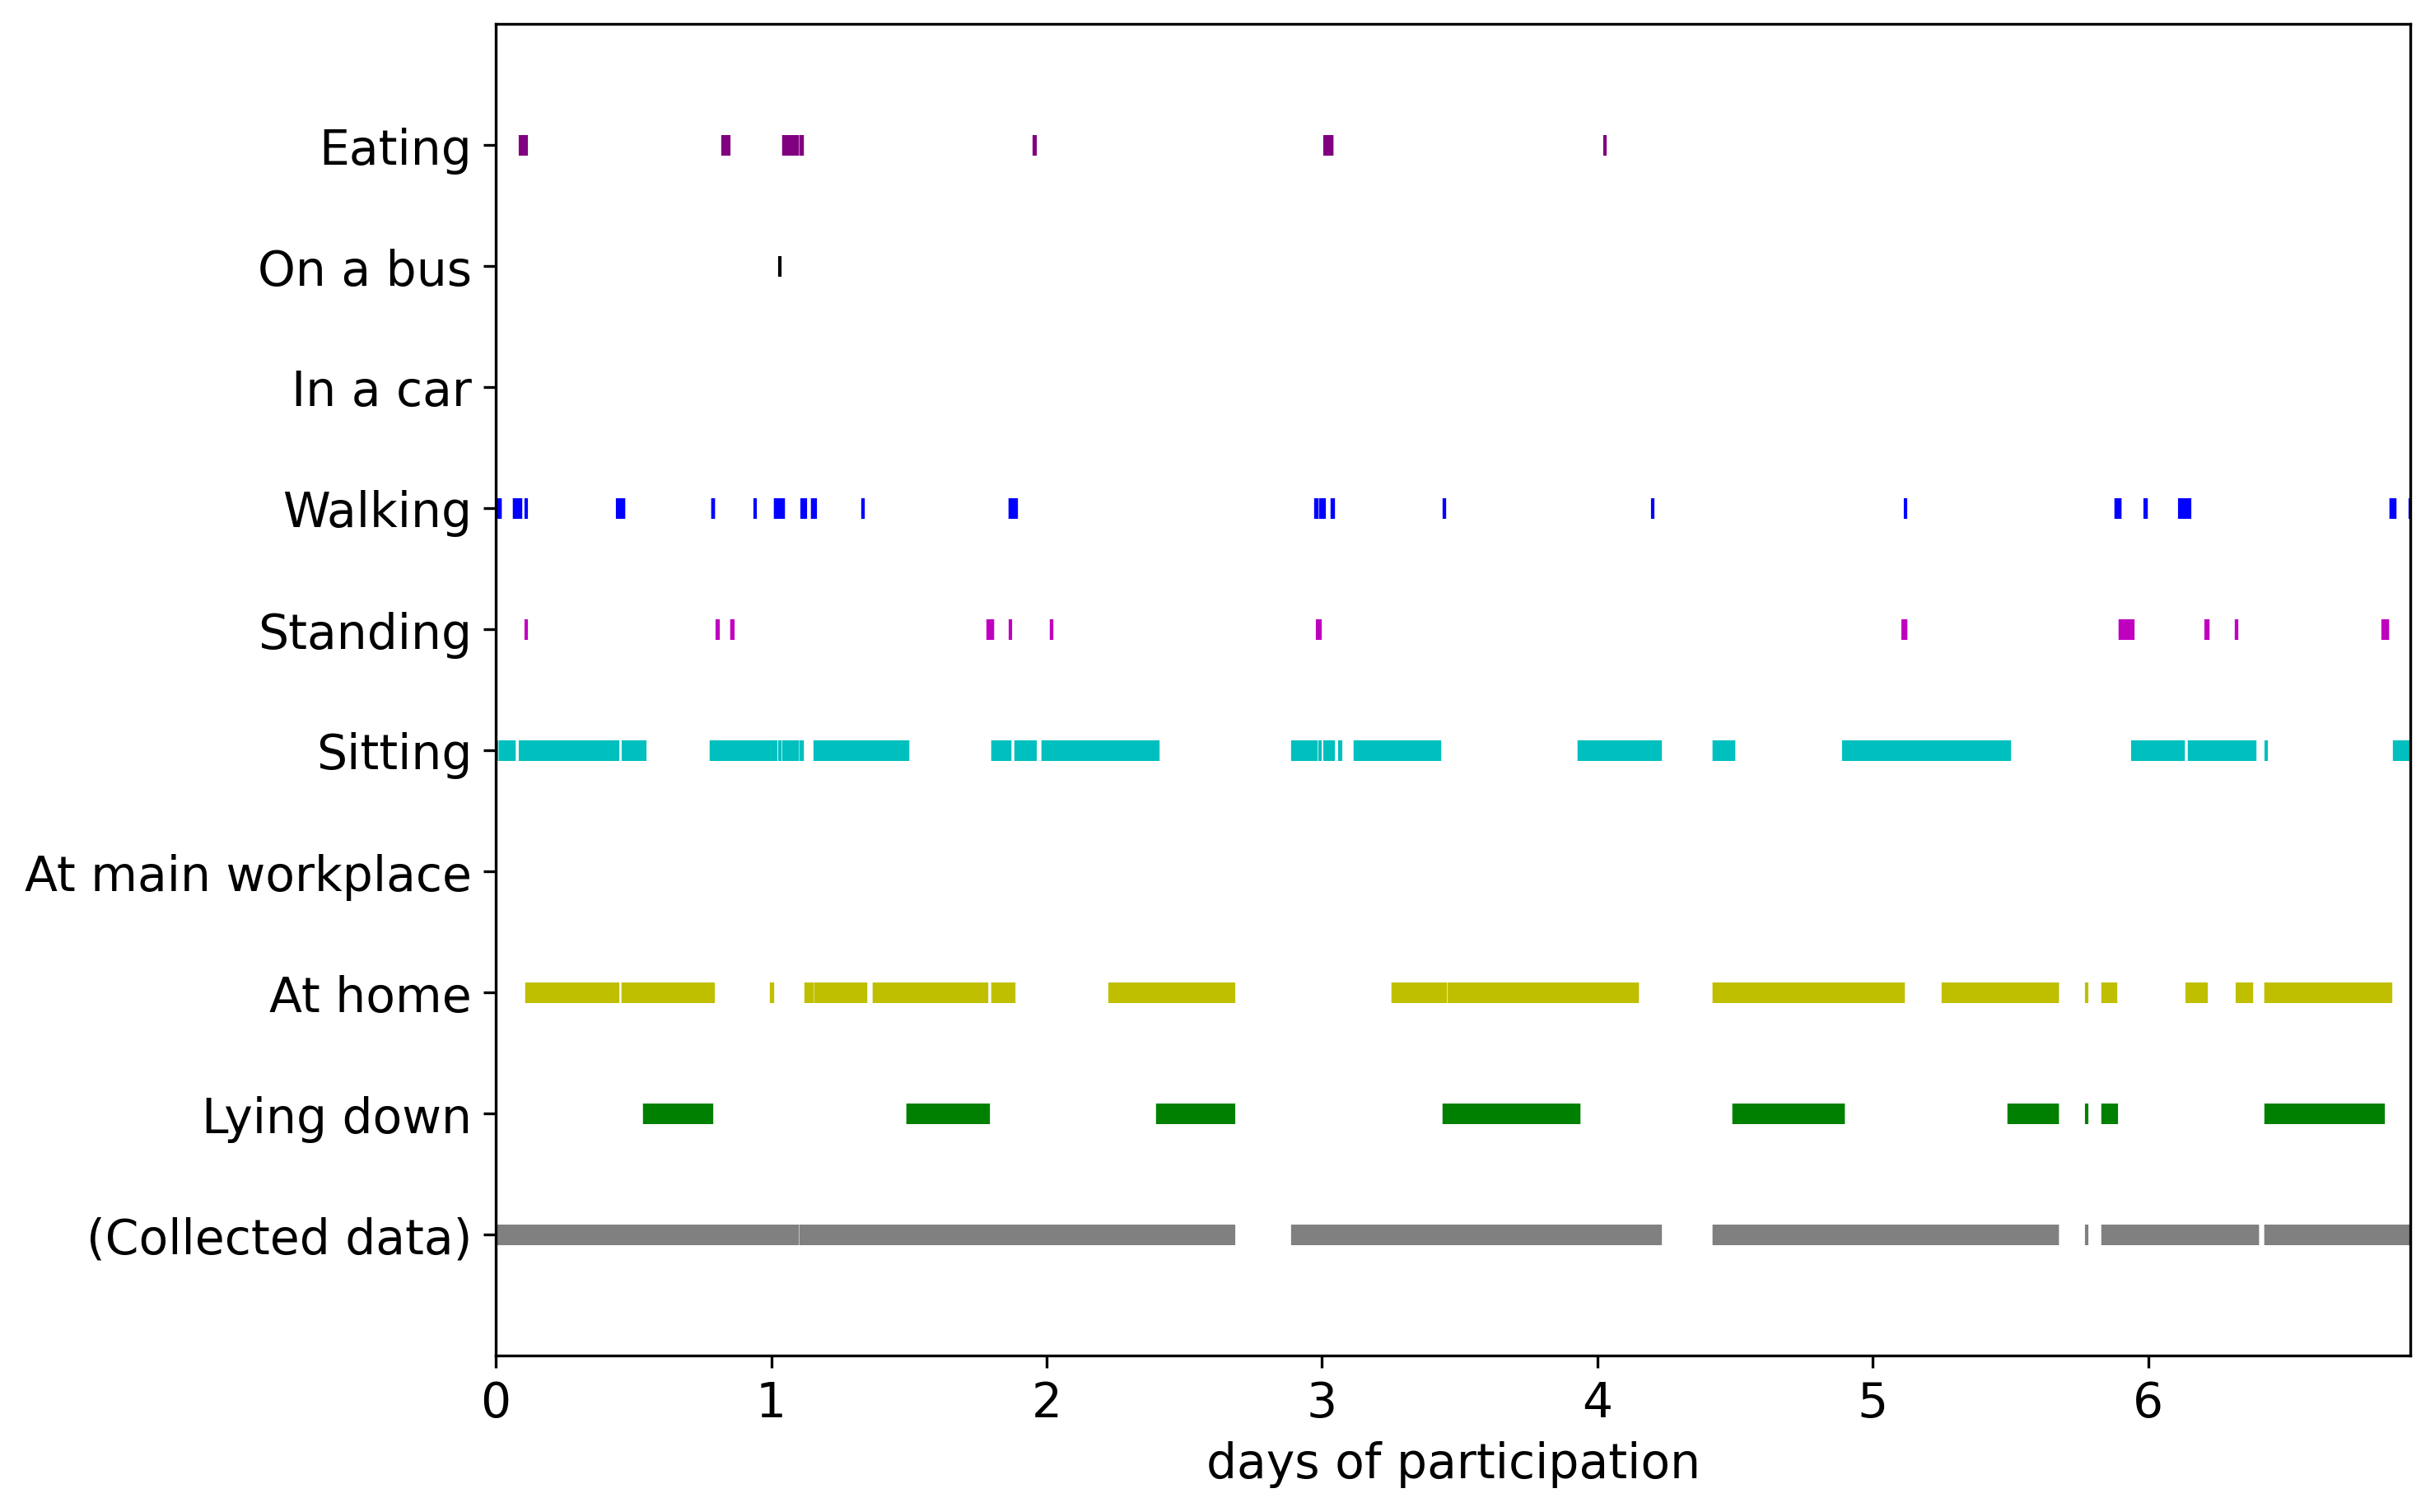 Eating
On a bus
In a car
Walking
Standing
Sitting
At main workplace
At home
Lying down
(Collected data)
0 1 2 3 4 5 6
days of participation